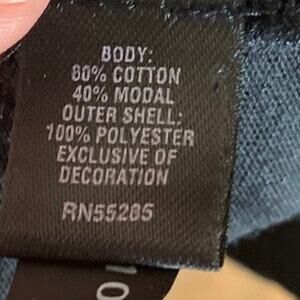 BODY:
60% COTTON
40% MODAL
OUTER SHELL:
100% POLYESTER
EXCLUSIVE OF
DECORATION
RN55285